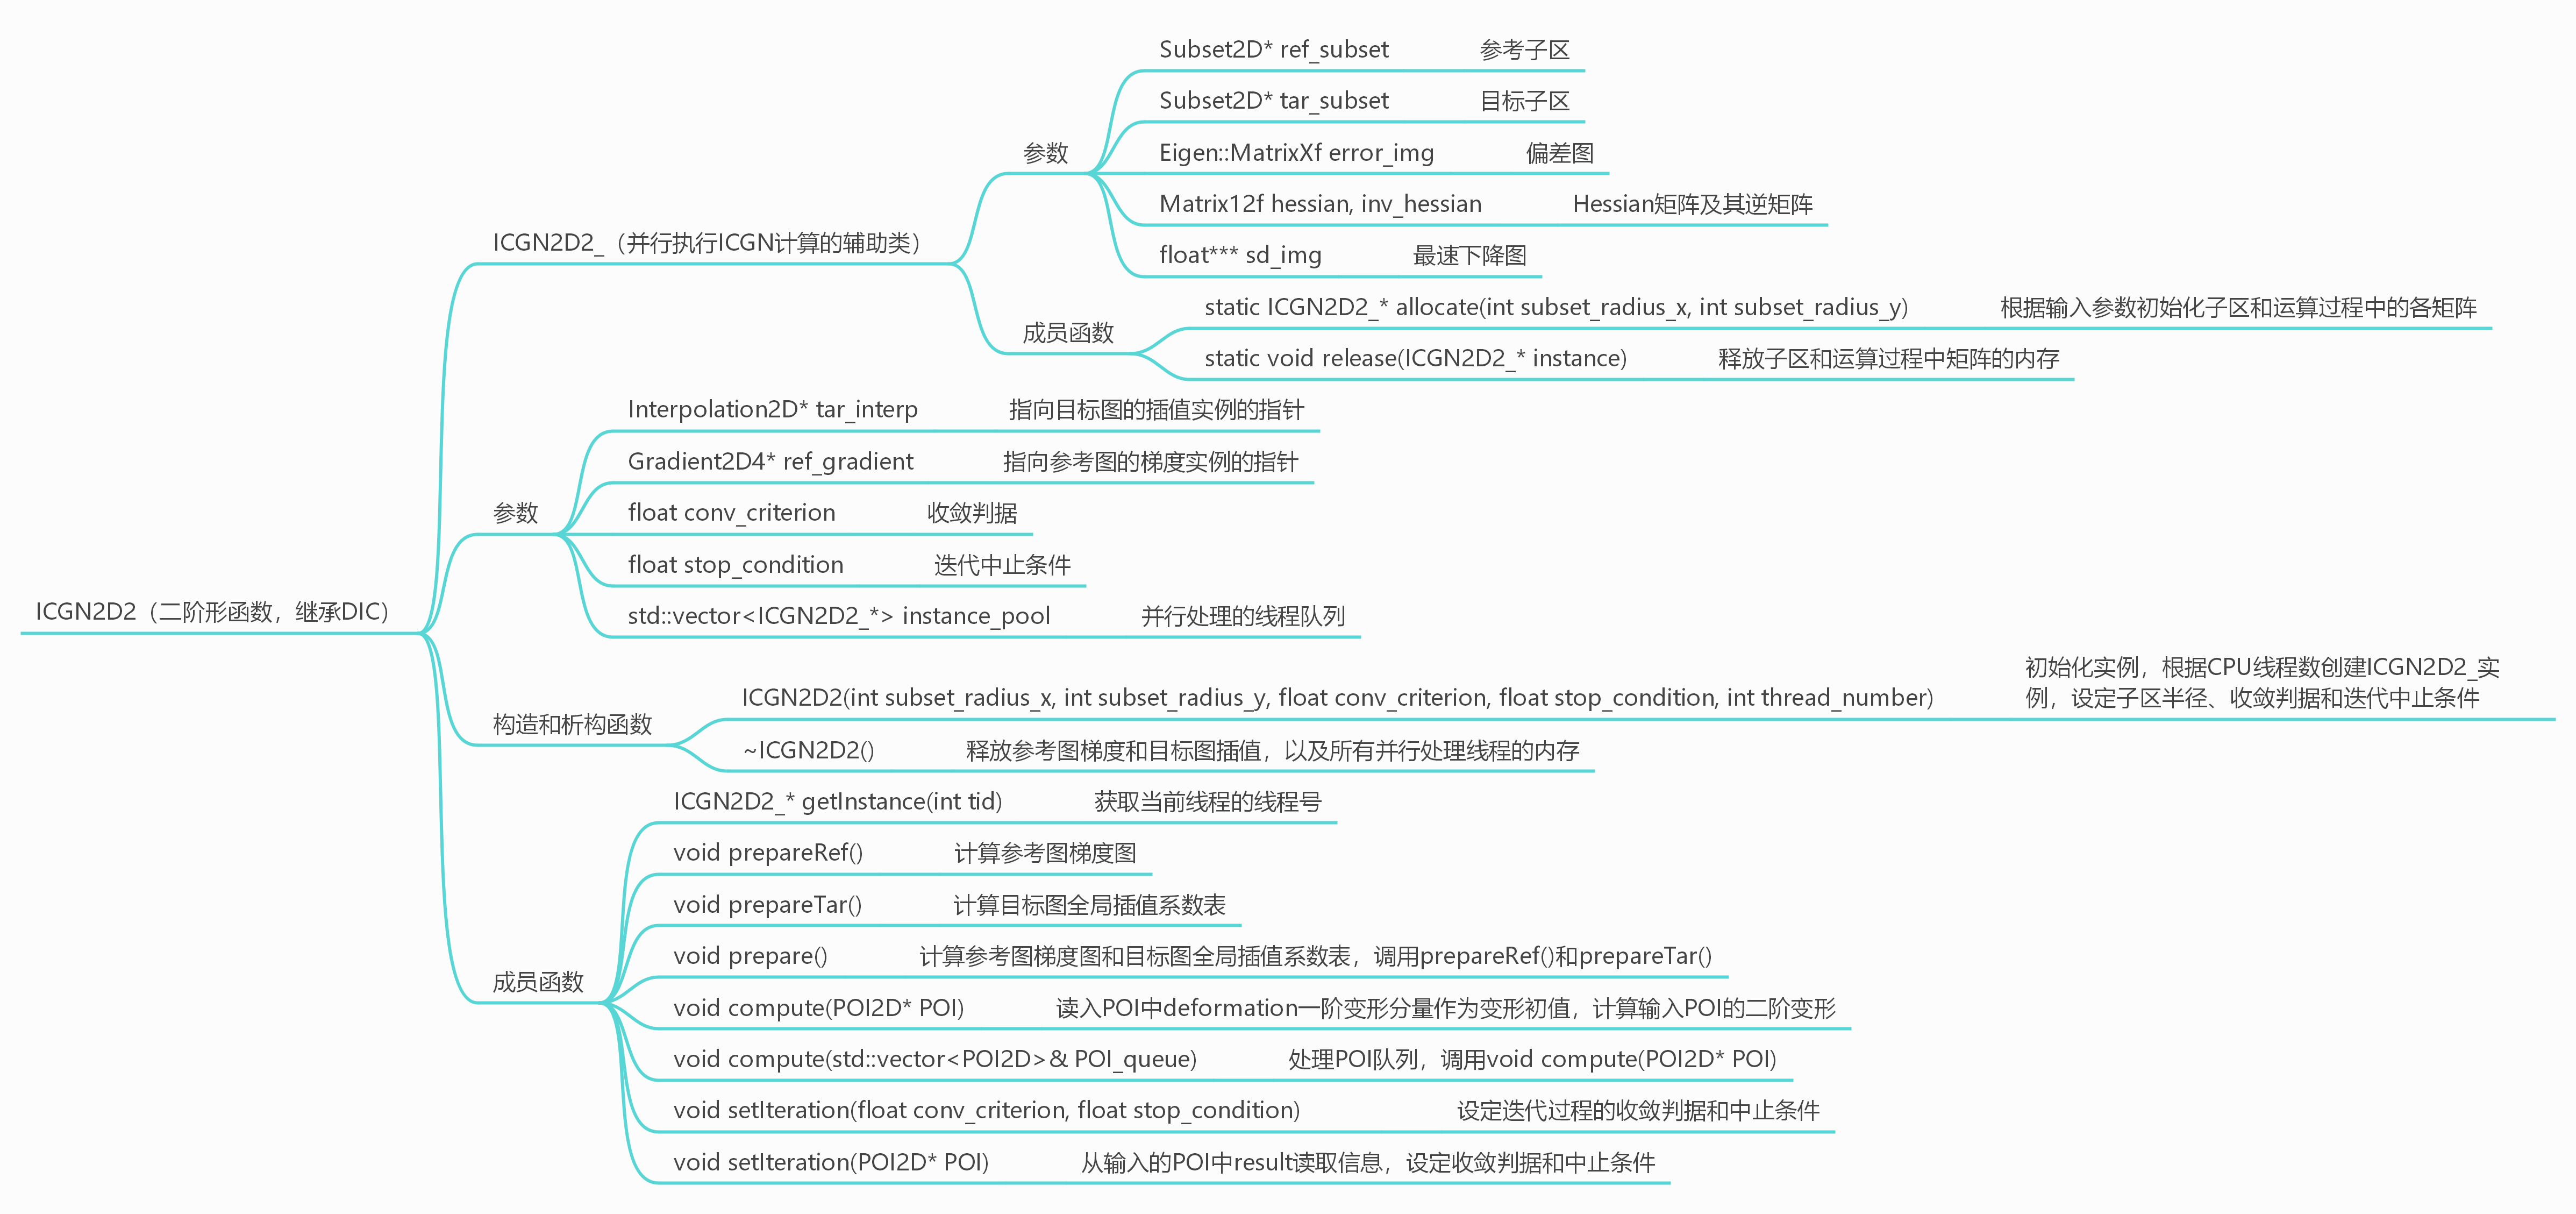 Subset2D* ref_subset 参考子区
Subset2D* tar_subset 目标子区
参数
Eigen::MatrixXf error_img 偏差图
Matrix12f hessian, inv_hessian Hessian矩阵及其逆矩阵
ICGN2D2_（并行执行ICGN计算的辅助类）
float*** sd_img 最速下降图
static ICGN2D2_* allocate(int subset_radius_x, int subset_radius_y) 根据输入参数初始化子区和运算过程中的各矩阵
成员函数
static void release(ICGN2D2_* instance) 释放子区和运算过程中矩阵的内存
Interpolation2D* tar_interp 指向目标图的插值实例的指针
Gradient2D4* ref_gradient 指向参考图的梯度实例的指针
参数
float conv_criterion 收敛判据
float stop_condition 迭代中止条件
ICGN2D2（二阶形函数，继承DIC）
std::vector<ICGN2D2_*> instance_pool 并行处理的线程队列
ICGN2D2(int subset_radius_x, int subset_radius_y, float conv_criterion, float stop_condition, int thread_number)
初始化实例，根据CPU线程数创建ICGN2D2_实
例，设定子区半径、收敛判据和迭代中止条件
构造和析构函数
~ICGN2D2() 释放参考图梯度和目标图插值，以及所有并行处理线程的内存
ICGN2D2_* getInstance(int tid) 获取当前线程的线程号
void prepareRef() 计算参考图梯度图
void prepareTar() 计算目标图全局插值系数表
void prepare() 计算参考图梯度图和目标图全局插值系数表，调用prepareRef()和prepareTar()
成员函数
void compute(POI2D* POI) 读入POI中deformation一阶变形分量作为变形初值，计算输入POI的二阶变形
void compute(std::vector<POI2D>& POI_queue) 处理POI队列，调用void compute(POI2D* POI)
void setIteration(float conv_criterion, float stop_condition) 设定迭代过程的收敛判据和中止条件
void setIteration(POI2D* POI) 从输入的POI中result读取信息，设定收敛判据和中止条件